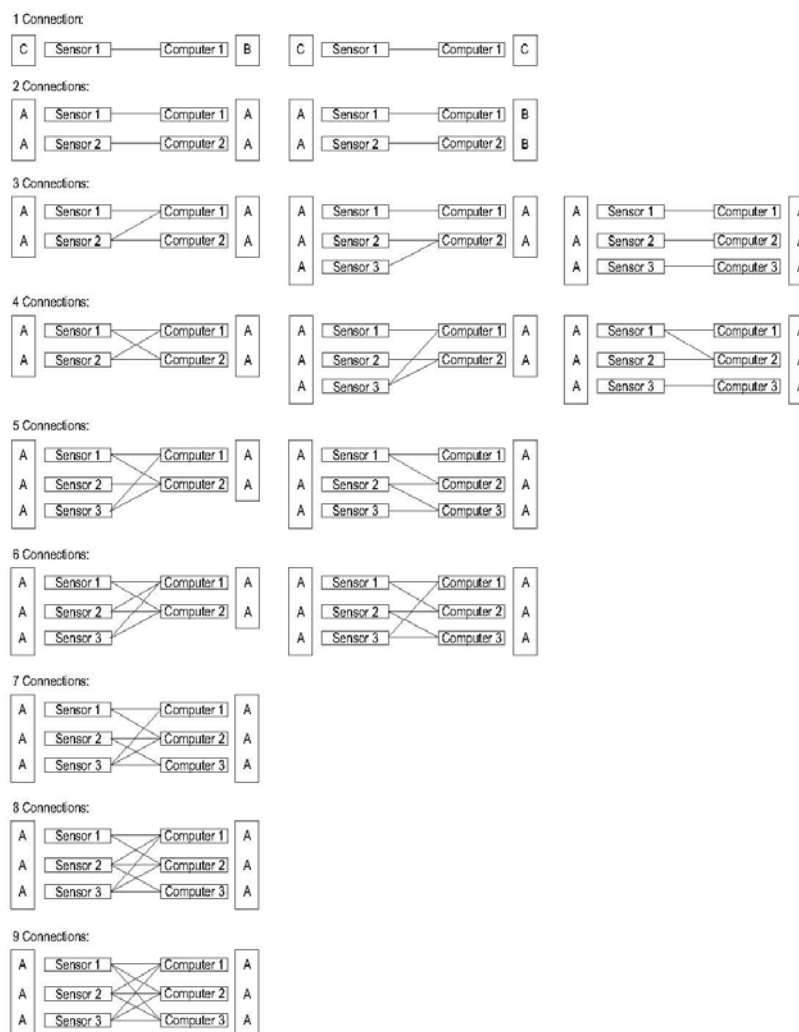 1 Connection:
C Sensor 1 Computer 1 B C Sensor 1 Computer 1 C
2 Connections:
A Sensor 1 Computer 1 A A Sensor 1 Computer 1 B
A Sensor 2 Computer 2 A A Sensor 2 Computer 2 B
3 Connections:
A Sensor 1 Computer 1 A A Sensor 1 Computer 1 A A Sensor 1 Computer 1 A
A Sensor 2 Computer 2 A A Sensor 2 Computer 2 A A Sensor 2 Computer 2 A
A Sensor 3 A Sensor 3 Computer 3 A
4 Connections:
A Sensor 1 Computer 1 A A Sensor 1 Computer 1 A A Sensor 1 Computer 1 A
A Sensor 2 Computer 2 A A Sensor 2 Computer 2 A A Sensor 2 Computer 2 A
A Sensor 3 A Sensor 3 Computer 3 A
5 Connections:
A Sensor 1 Computer 1 A A Sensor 1 Computer 1 A
A Sensor 2 Computer 2 A A Sensor 2 Computer 2 A
A Sensor 3 A Sensor 3 Computer 3 A
6 Connections:
A Sensor 1 Computer 1 A A Sensor 1 Computer 1 A
A Sensor 2 Computer 2 A A Sensor 2 Computer 2 A
A Sensor 3 A Sensor 3 Computer 3 A
7 Connections:
A Sensor 1 Computer 1 A
A Sensor 2 Computer 2 A
A Sensor 3 Computer 3 A
8 Connections:
A Sensor 1 Computer 1 A
A Sensor 2 Computer 2 A
A Sensor 3 Computer 3 A
9 Connections:
A Sensor 1 Computer 1 A
A Sensor 2 Computer 2 A
A Sensor 3 Computer 3 A